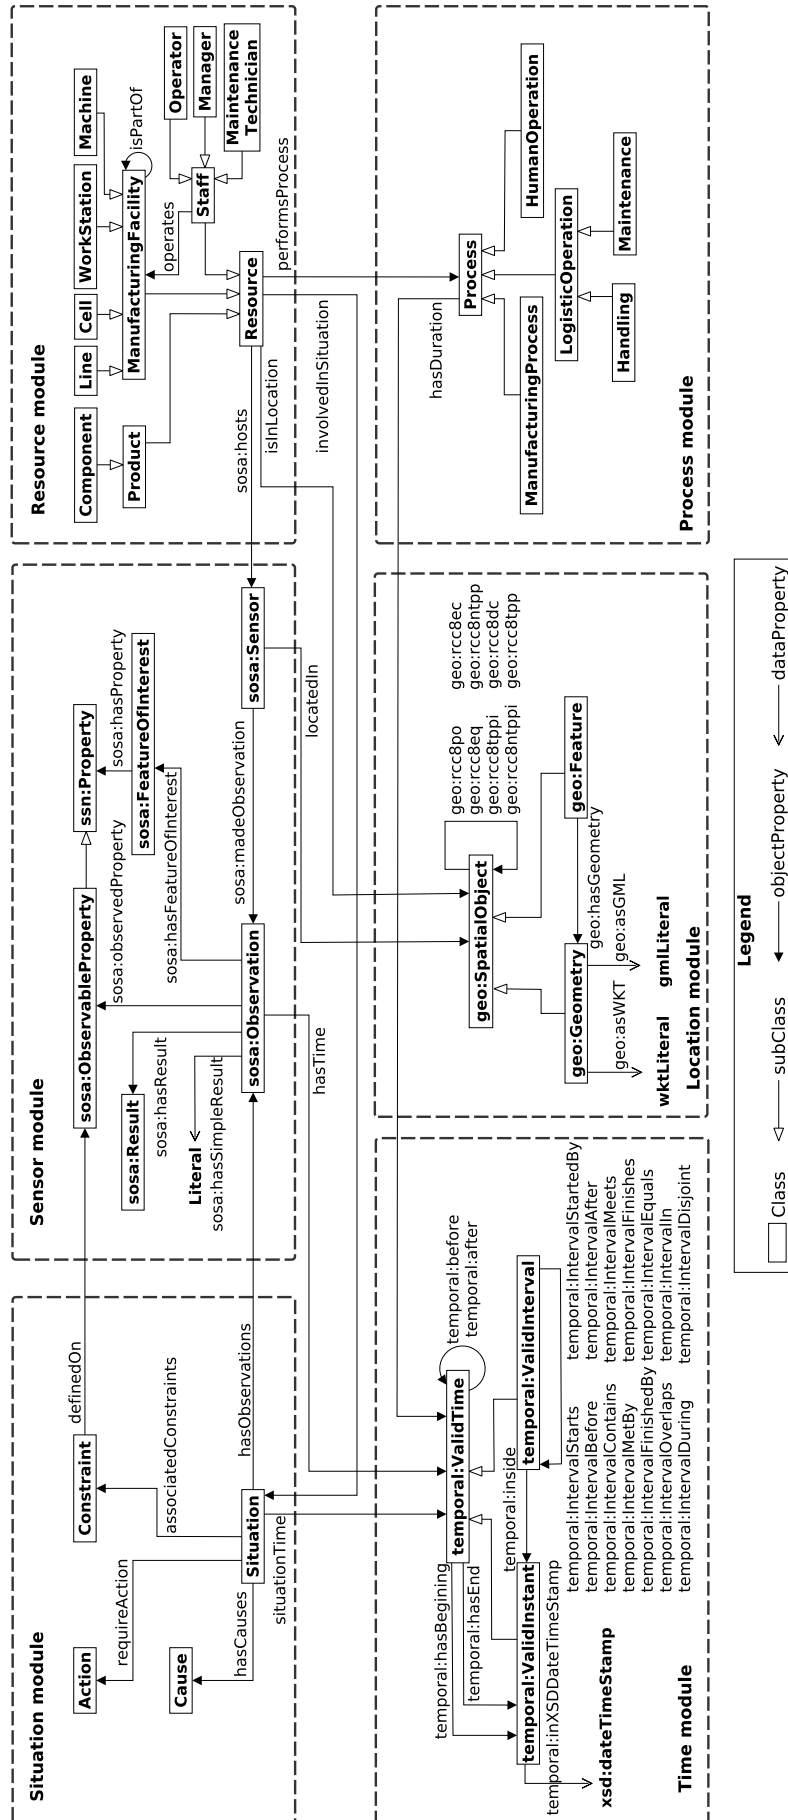 Situation module
Action
requireAction
Constraint
definedOn
associatedConstraints
Cause
hasCauses
Situation
hasObservations
situationTime
Sensor module
sosa:ObservableProperty
ssn:Property
sosa:observedProperty
sosa:hasProperty
sosa:Result
sosa:hasResult
sosa:FeatureOfInterest
sosa:hasFeatureOfInterest
Literal
sosa:hasSimpleResult
sosa:Observation
sosa:madeObservation
sosa:Sensor
hasTime
locatedIn
Resource module
Component
Line
Cell
WorkStation
Machine
Product
ManufacturingFacility
isPartOf
operates
Operator
Manager
Staff
Maintenance
Technician
sosa:hosts
Resource
isInLocation
performsProcess
involvedInSituation
temporal:hasBegining
temporal:hasEnd
temporal:ValidTime
temporal:before
temporal:after
temporal:inside
temporal:ValidInstant
temporal:ValidInterval
temporal:inXSDDateTimeStamp
xsd:dateTimeStamp
temporal:IntervalStarts
temporal:IntervalBefore
temporal:IntervalContains
temporal:IntervalMetBy
temporal:IntervalFinishedBy
temporal:IntervalOverlaps
temporal:IntervalDuring
temporal:IntervalStartedBy
temporal:IntervalAfter
temporal:IntervalMeets
temporal:IntervalFinishes
temporal:IntervalEquals
temporal:IntervalIn
temporal:IntervalDisjoint
Time module
geo:SpatialObject
geo:rcc8po
geo:rcc8eq
geo:rcc8tppi
geo:rcc8ntppi
geo:rcc8ec
geo:rcc8ntpp
geo:rcc8dc
geo:rcc8tpp
geo:Geometry
geo:Feature
geo:hasGeometry
geo:asWKT
geo:asGML
wktLiteral
gmlLiteral
Location module
hasDuration
Process
ManufacturingProcess
HumanOperation
LogisticOperation
Handling
Maintenance
Process module
Legend
Class
subClass
objectProperty
dataProperty